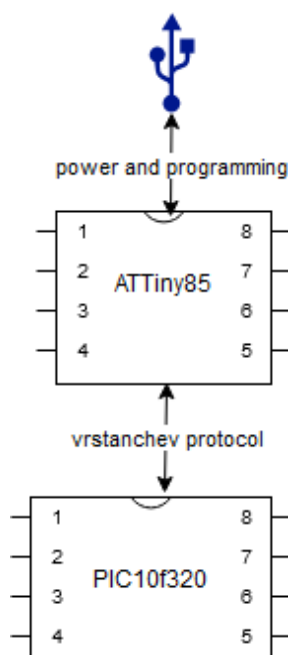 power and programming
1 8
2 7
ATTiny85
3 6
4 5
vrstanchev protocol
1 8
2 7
PIC10f320
3 6
4 5